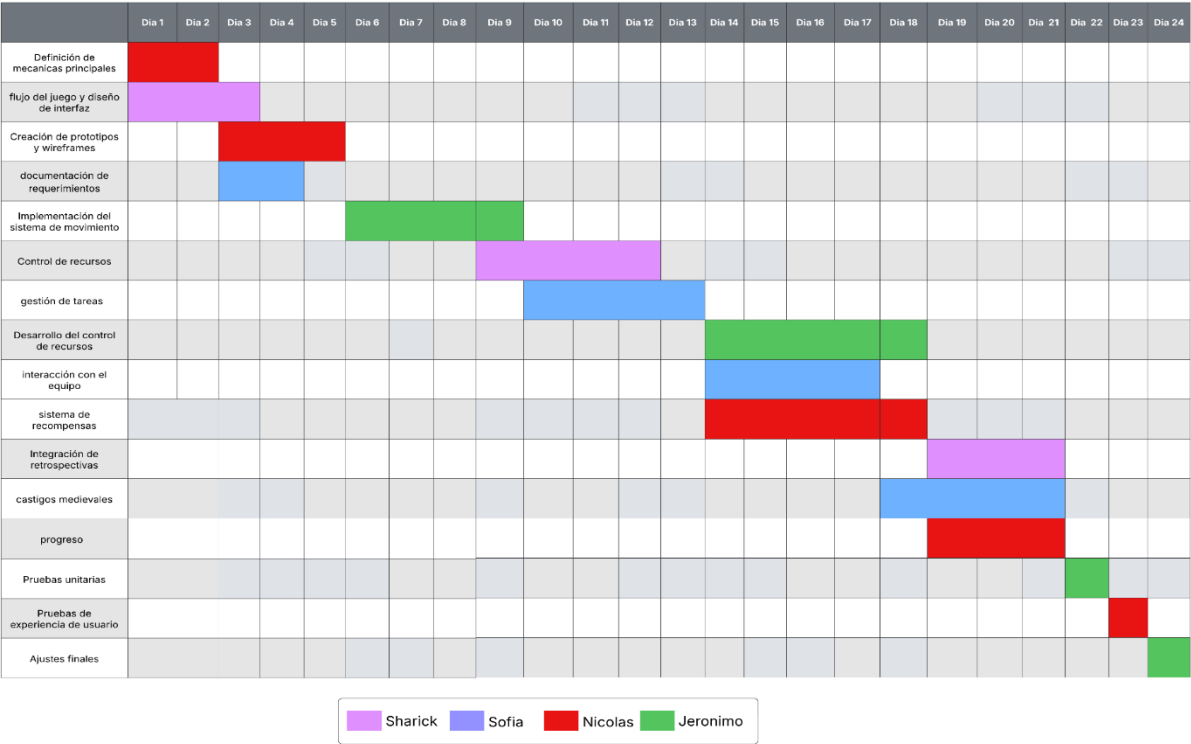 Dia 1 Dia 2 Dia 3 Dia 4 Dia 5 Dia 6 Dia 7 Dia 8 Dia 9 Dia 10 Dia 11 Dia 12 Dia 13 Dia 14 Dia 15 Dia 16 Dia 17 Dia 18 Dia 19 Dia 20 Dia 21 Dia 22 Dia 23 Dia 24
Definición de
mecanicas principales
flujo del juego y diseño
de interfaz
Creación de prototipos
y wireframes
documentación de
requerimientos
Implementación del
sistema de movimiento
Control de recursos
gestión de tareas
Desarrollo del control
de recursos
interacción con el
equipo
sistema de
recompensas
Integración de
retrospectivas
castigos medievales
progreso
Pruebas unitarias
Pruebas de
experiencia de usuario
Ajustes finales
Sharick Sofia Nicolas Jeronimo